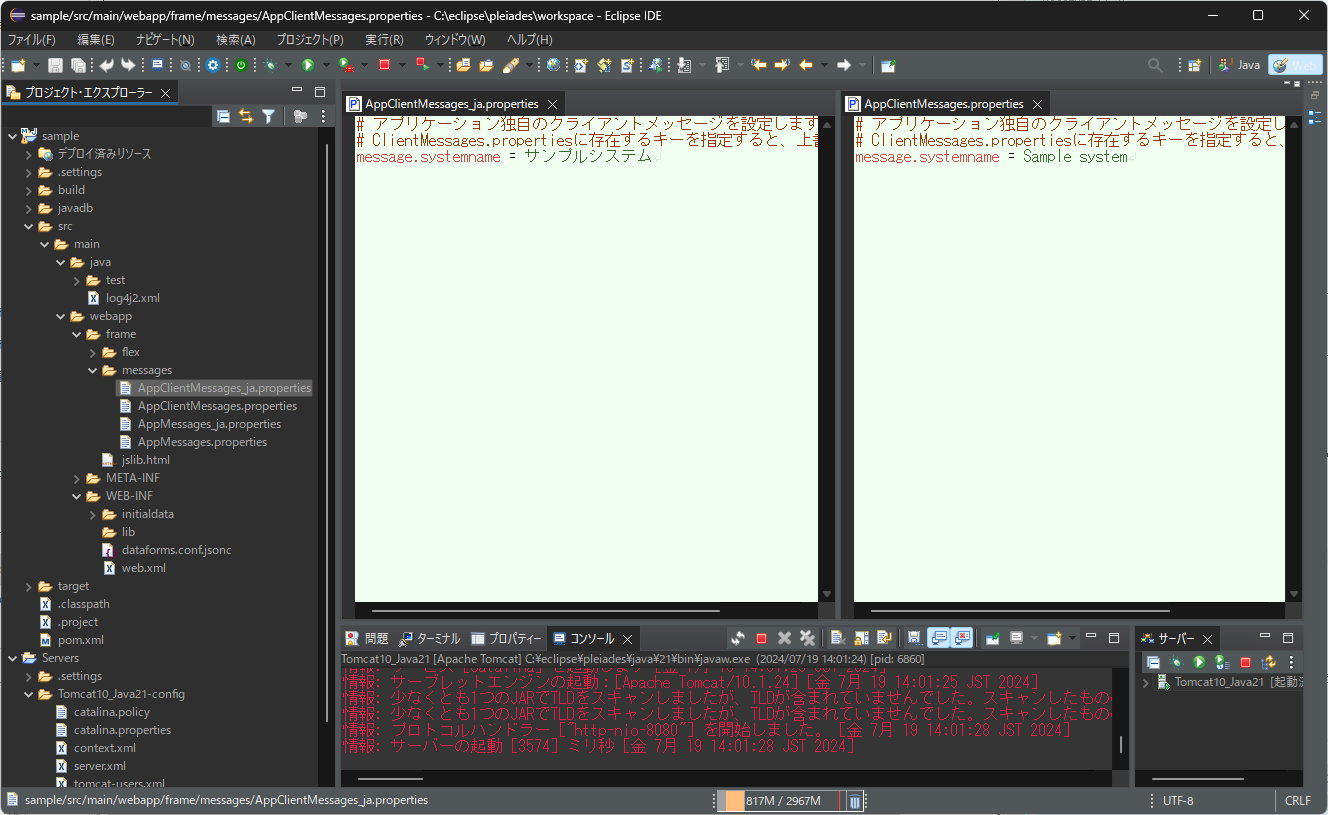 sample/src/main/webapp/frame/messages/AppClientMessages.properties - C:\eclipse\pleiades\workspace - Eclipse IDE
ファイル(F) 編集(E) ナビゲート(N) 検索(A) プロジェクト(P) 実行(R) ウィンドウ(W) ヘルプ(H)
Java
プロジェクト・エクスプローラー
sample
デプロイ済みリソース
.settings
build
javadb
src
main
java
test
log4j2.xml
webapp
frame
flex
messages
AppClientMessages_ja.properties
AppClientMessages.properties
AppMessages_ja.properties
AppMessages.properties
jslib.html
META-INF
WEB-INF
initialdata
lib
dataforms.conf.jsonc
web.xml
target
.classpath
.project
pom.xml
Servers
.settings
Tomcat10_Java21-config
catalina.policy
catalina.properties
context.xml
server.xml
tomcat-users.xml
AppClientMessages_ja.properties
# アプリケーション独自のクライアントメッセージを設定します
# ClientMessages.propertiesに存在するキーを指定すると、上書
message.systemname = サンプルシステム
AppClientMessages.properties
# アプリケーション独自のクライアントメッセージを設定し
# ClientMessages.propertiesに存在するキーを指定すると、
message.systemname = Sample system
問題 ターミナル プロパティー コンソール
Tomcat10_Java21 [Apache Tomcat] C:¥eclipse¥pleiades¥java¥21¥bin¥javaw.exe (2024/07/19 14:01:24) [pid: 6860]
情報: サーブレットエンジンの起動：[Apache Tomcat/10.1.24] [金 7月 19 14:01:25 JST 2024]
情報: 少なくとも1つのJARでTLDをスキャンしましたが、TLDが含まれていませんでした。スキャンしたもの
情報: 少なくとも1つのJARでTLDをスキャンしましたが、TLDが含まれていませんでした。スキャンしたもの
情報: プロトコルハンドラー ["http-nio-8080"] を開始しました。 [金 7月 19 14:01:28 JST 2024]
情報: サーバーの起動 [3574] ミリ秒 [金 7月 19 14:01:28 JST 2024]
サーバー
Tomcat10_Java21 [起動済
sample/src/main/webapp/frame/messages/AppClientMessages_ja.properties
817M / 2967M
UTF-8
CRLF